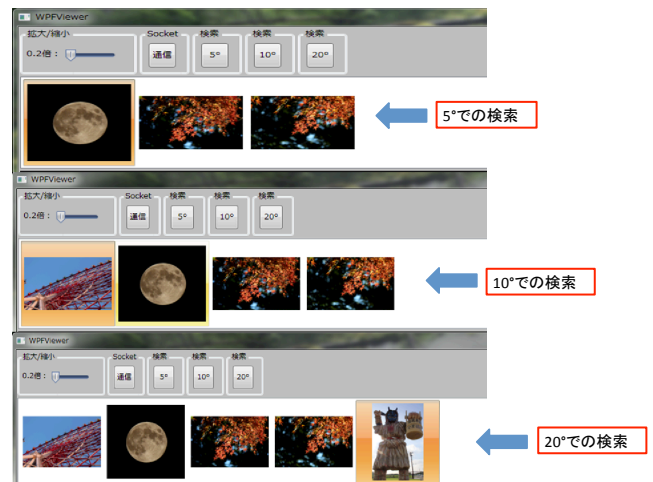 WPFViewer
拡大/縮小 Socket 検索 検索 検索
0.2倍： 通信 5° 10° 20°
5°での検索
WPFViewer
拡大/縮小 Socket 検索 検索 検索
0.2倍： 通信 5° 10° 20°
10°での検索
WPFViewer
拡大/縮小 Socket 検索 検索 検索
0.2倍： 通信 5° 10° 20°
20°での検索